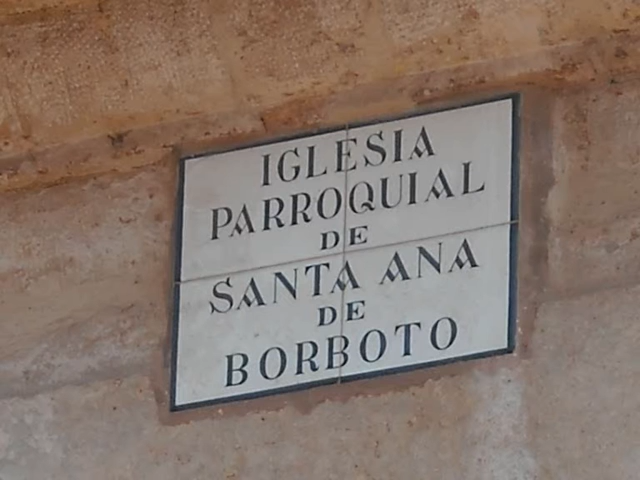 IGLESIA
PARROQUIAL
DE
SANTA ANA
DE
BORBOTO